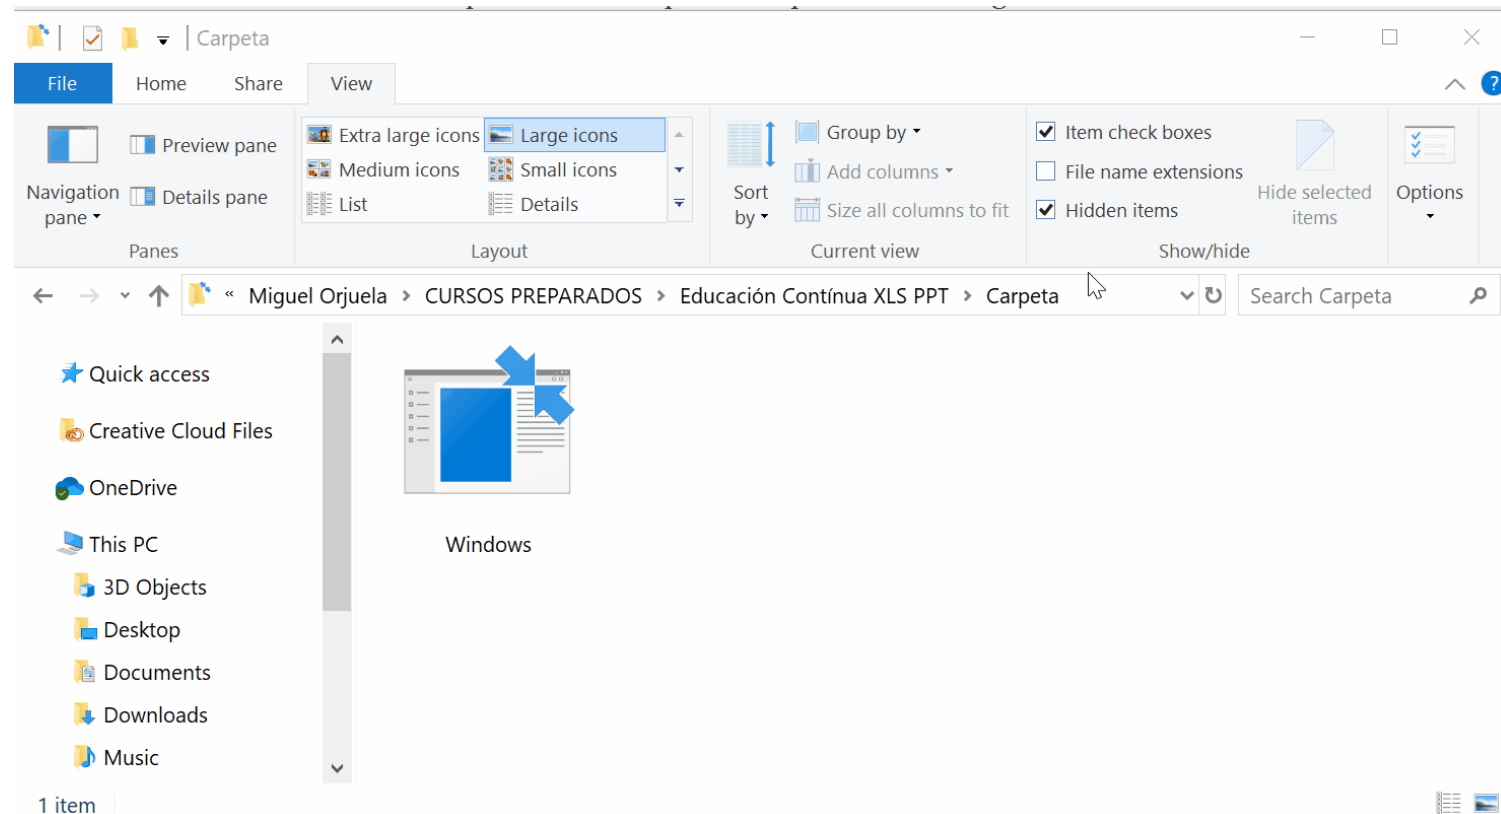 Carpeta
File Home Share View
Navigation pane
Preview pane
Details pane
Panes
Extra large icons Large icons
Medium icons Small icons
List Details
Layout
Sort by
Group by
Add columns
Size all columns to fit
Current view
Item check boxes
File name extensions
Hidden items
Hide selected items
Show/hide
Options
« Miguel Orjuela > CURSOS PREPARADOS > Educación Contínua XLS PPT > Carpeta
Search Carpeta
Quick access
Creative Cloud Files
OneDrive
This PC
3D Objects
Desktop
Documents
Downloads
Music
Windows
1 item